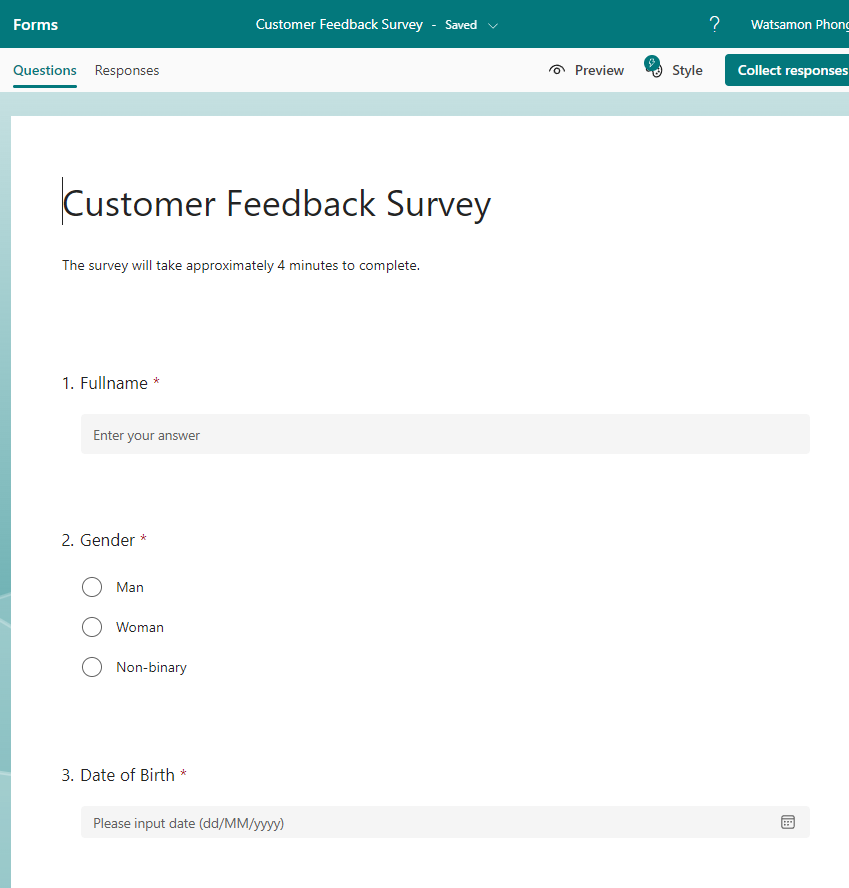 Forms
Customer Feedback Survey - Saved
? Watsamon Phong
Questions Responses
Preview Style Collect responses
Customer Feedback Survey
The survey will take approximately 4 minutes to complete.
1. Fullname *
Enter your answer
2. Gender *
Man
Woman
Non-binary
3. Date of Birth *
Please input date (dd/MM/yyyy)